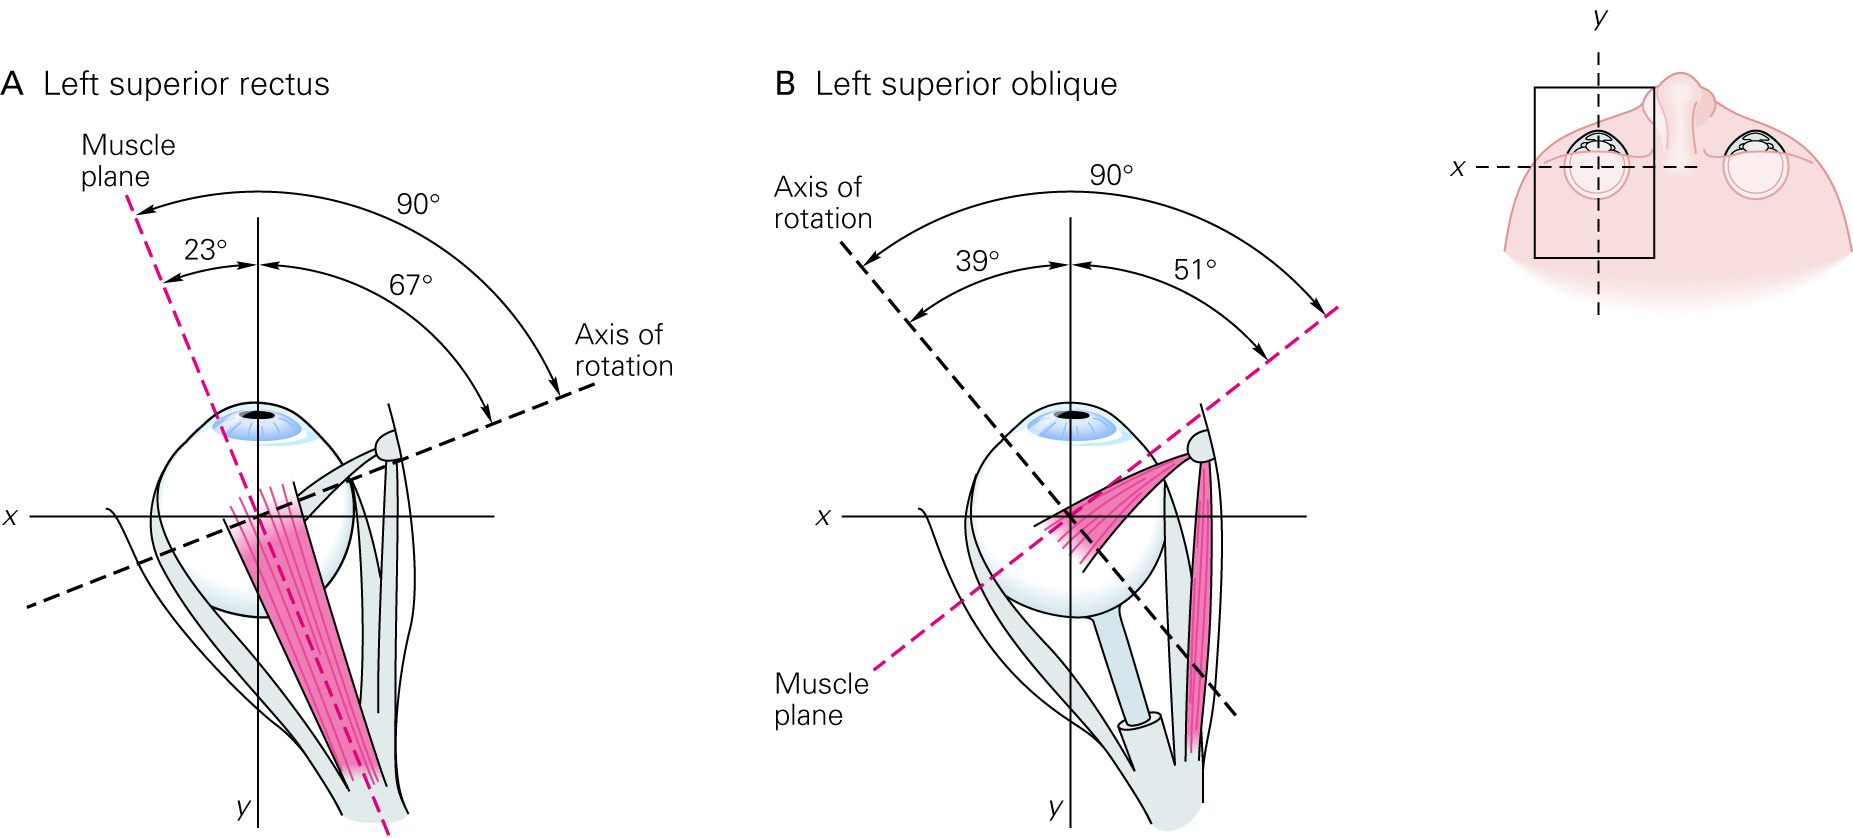 A Left superior rectus
Muscle
plane
90°
23°
67°
Axis of
rotation
x
y
B Left superior oblique
Axis of
rotation
90°
39°
51°
x
Muscle
plane
y
y
x